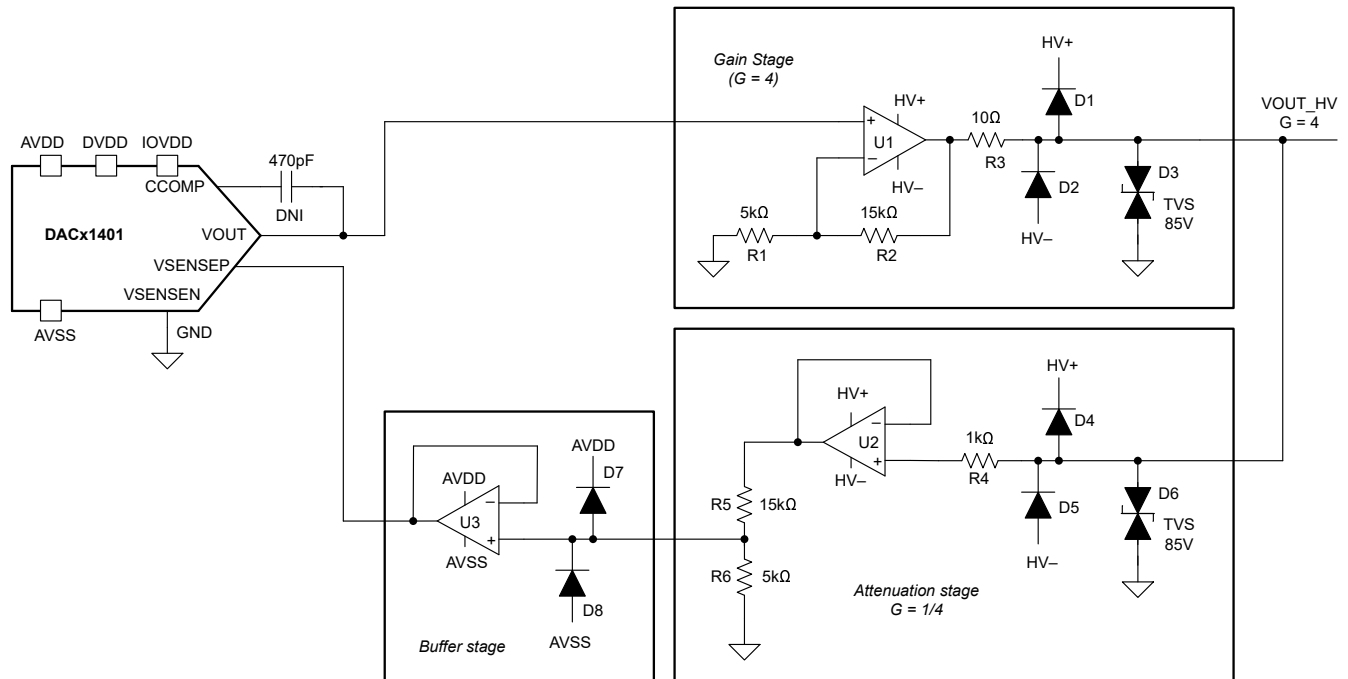 AVDD
DVDD
IOVDD
CCOMP
470pF
DNI
DACx1401
VOUT
VSENSEP
VSENSEN
AVSS
GND
Gain Stage
(G = 4)
HV+
U1
+
–
HV–
5kΩ
R1
15kΩ
R2
10Ω
R3
HV+
D1
D2
HV–
D3
TVS
85V
VOUT_HV
G = 4
HV+
U2
–
+
HV–
1kΩ
R4
HV+
D4
D5
HV–
D6
TVS
85V
R5
15kΩ
R6
5kΩ
Attenuation stage
G = 1/4
AVDD
U3
–
+
AVSS
AVDD
D7
D8
AVSS
Buffer stage